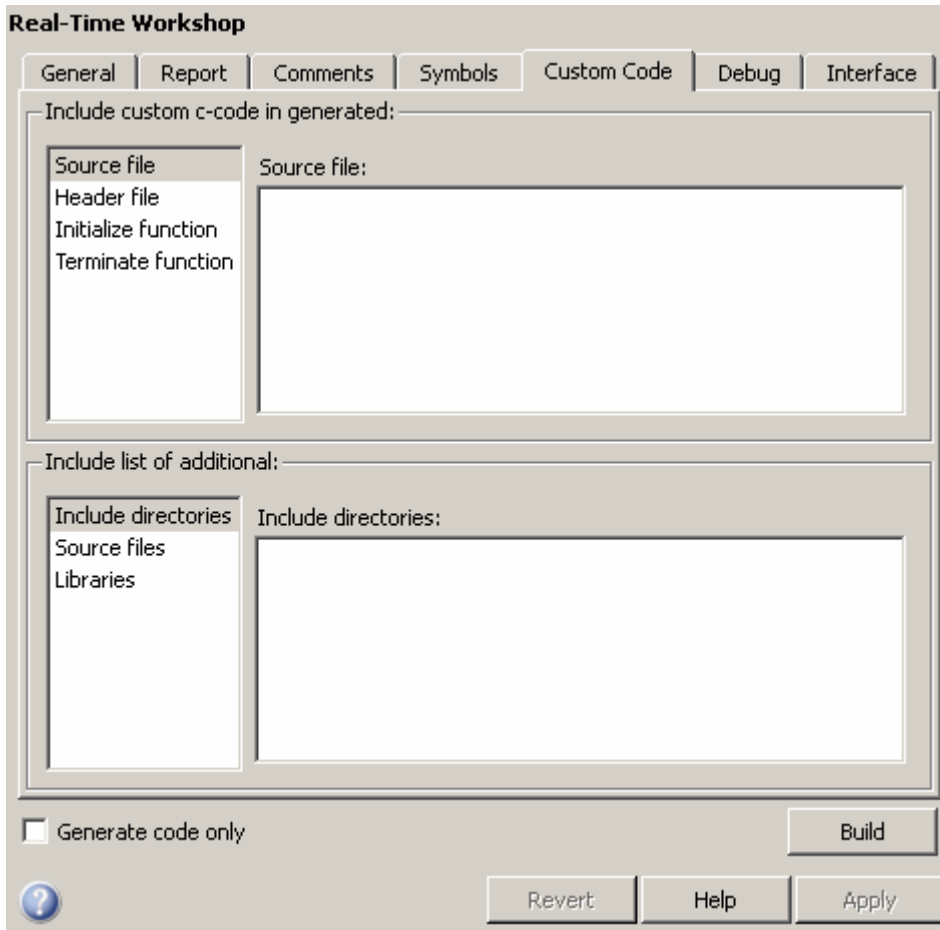 Real-Time Workshop
General Report Comments Symbols Custom Code Debug Interface
Include custom c-code in generated:
Source file
Header file
Initialize function
Terminate function
Source file:
Include list of additional:
Include directories
Source files
Libraries
Include directories:
Generate code only
Build
?
Revert Help Apply